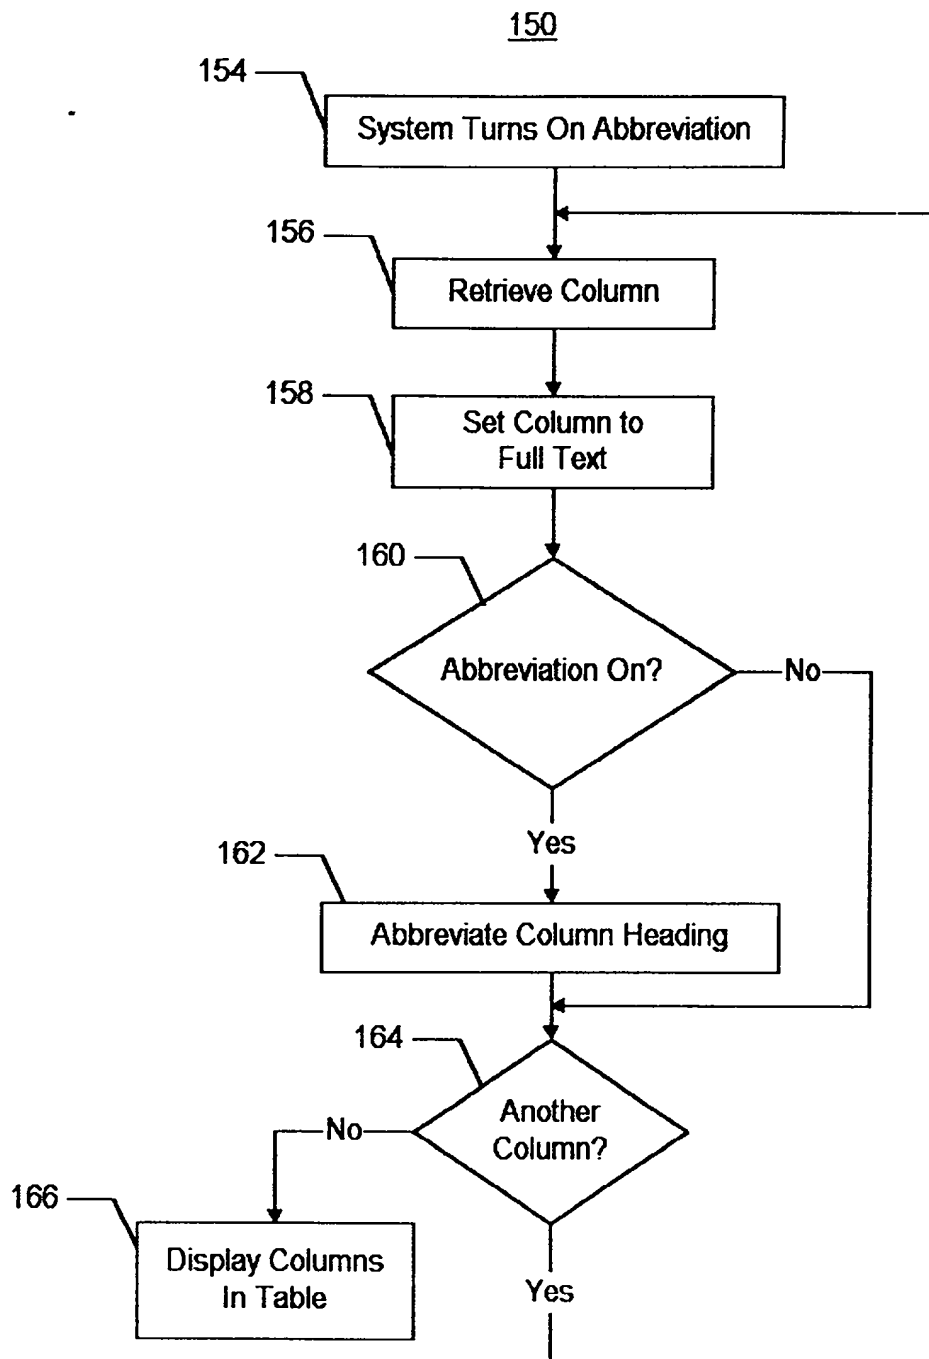 150
154
System Turns On Abbreviation
156
Retrieve Column
158
Set Column to
Full Text
160
Abbreviation On?
No
Yes
162
Abbreviate Column Heading
164
Another
Column?
No
166
Display Columns
In Table
Yes